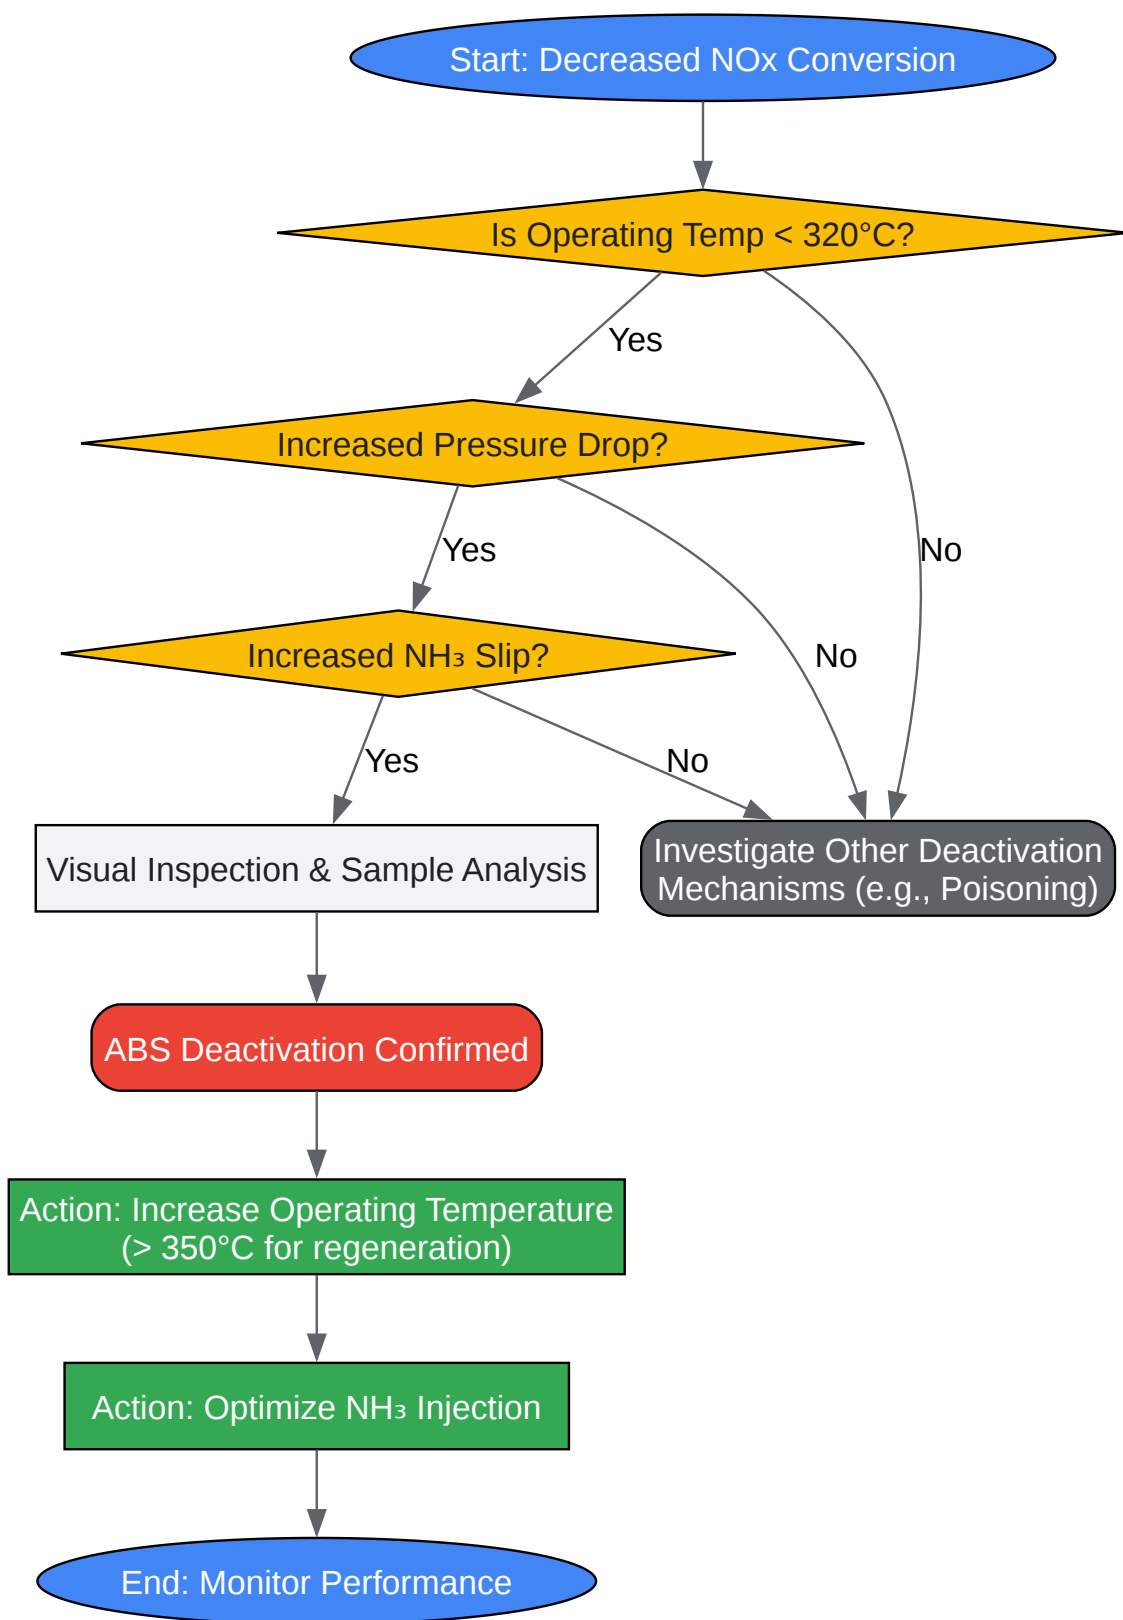 Start: Decreased NOx Conversion
Is Operating Temp < 320°C?
Yes
Increased Pressure Drop?
Yes
No
Increased NH₃ Slip?
No
Yes
No
Visual Inspection & Sample Analysis
Investigate Other Deactivation
Mechanisms (e.g., Poisoning)
ABS Deactivation Confirmed
Action: Increase Operating Temperature
(> 350°C for regeneration)
Action: Optimize NH₃ Injection
End: Monitor Performance